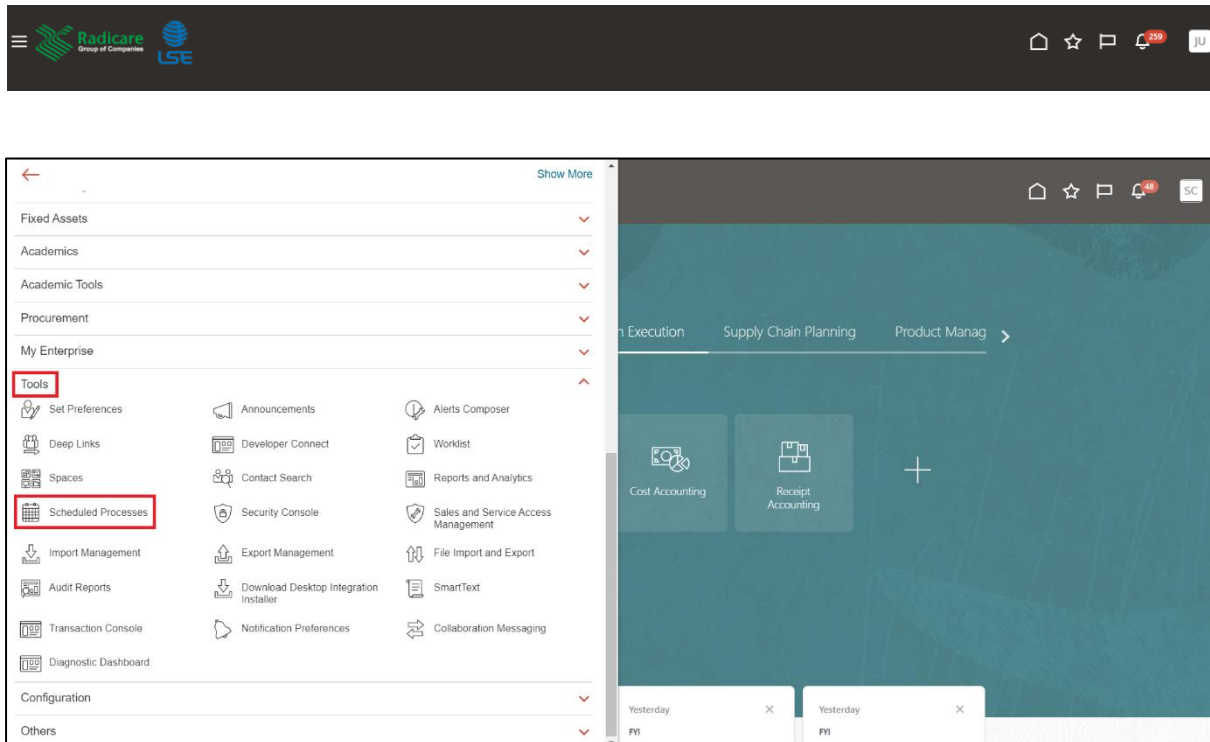 Radicare
Group of Companies
LSE
259
JU
Show More
48
SC
Fixed Assets
Academics
Academic Tools
Procurement
My Enterprise
Tools
Set Preferences
Announcements
Alerts Composer
Deep Links
Developer Connect
Worklist
Spaces
Contact Search
Reports and Analytics
Scheduled Processes
Security Console
Sales and Service Access
Management
Import Management
Export Management
File Import and Export
Audit Reports
Download Desktop Integration
Installer
SmartText
Transaction Console
Notification Preferences
Collaboration Messaging
Diagnostic Dashboard
Configuration
Others
n Execution
Supply Chain Planning
Product Manag
Cost Accounting
Receipt
Accounting
Yesterday
FYI
Yesterday
FYI